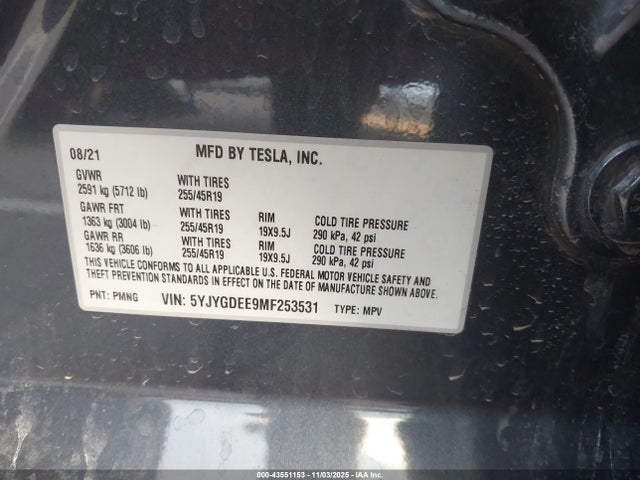 08/21 MFD BY TESLA, INC.
GVWR WITH TIRES
2591 kg (5712 lb) 255/45R19
GAWR FRT WITH TIRES RIM COLD TIRE PRESSURE
1363 kg (3004 lb) 255/45R19 19X9.5J 290 kPa, 42 psi
GAWR RR WITH TIRES RIM COLD TIRE PRESSURE
1636 kg (3606 lb) 255/45R19 19X9.5J 290 kPa, 42 psi
THIS VEHICLE CONFORMS TO ALL APPLICABLE U.S. FEDERAL MOTOR VEHICLE SAFETY AND
THEFT PREVENTION STANDARDS IN EFFECT ON THE DATE OF MANUFACTURE SHOWN ABOVE.
PNT: PMNG VIN: 5YJYGDEE9MF253531 TYPE: MPV
000-43551153 - 11/03/2025 - IAA Inc.